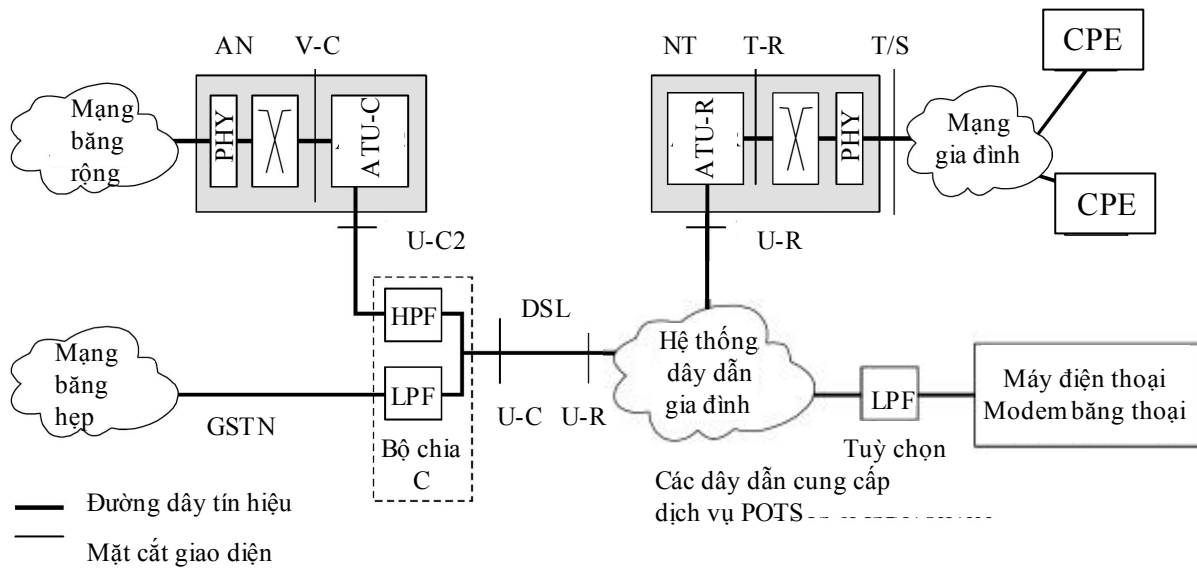 AN V-C
NT T-R T/S
CPE
Mạng
băng
rộng
PHY
ATU-C
ATU-R
PHY
Mạng
gia đình
CPE
U-C2
U-R
HPF
DSL
Mạng
băng
hẹp
GSTN
LPF
Bộ chia
C
U-C U-R
Hệ thống
dây dẫn
gia đình
LPF
Tuỳ chọn
Máy điện thoại
Modem băng thoại
Các dây dẫn cung cấp
dịch vụ POTS
Đường dây tín hiệu
Mặt cắt giao diện